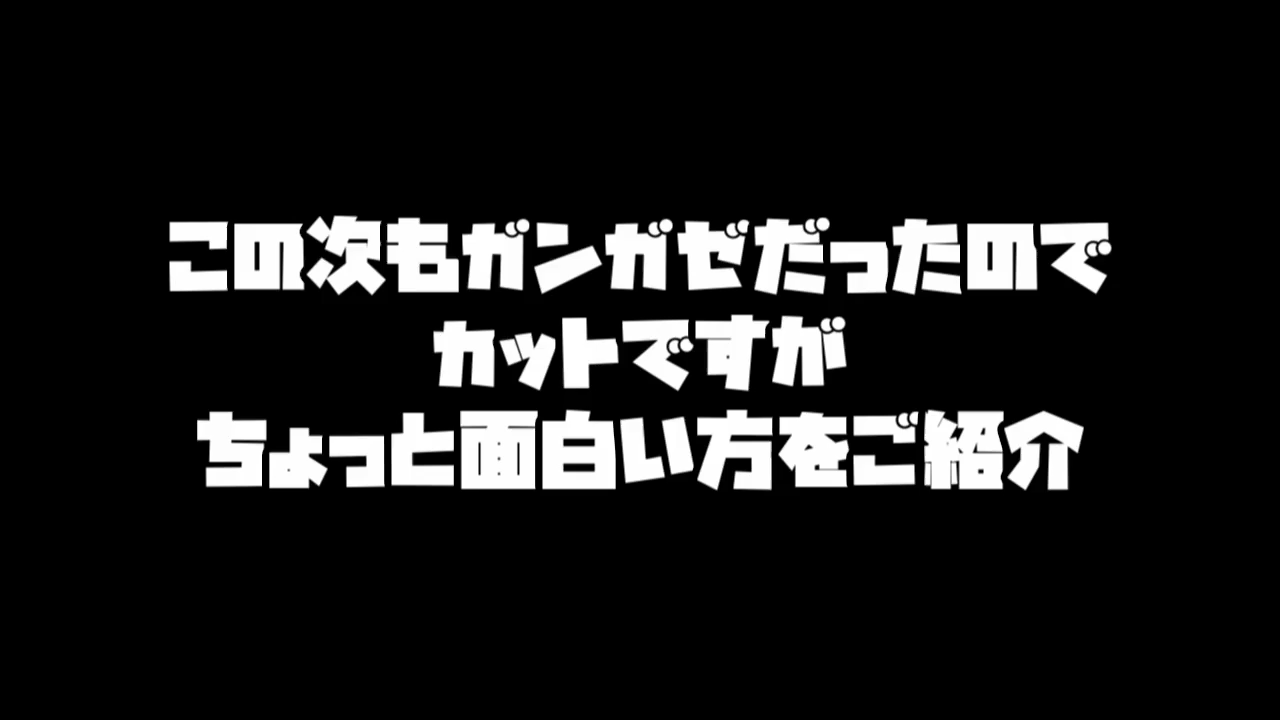 この次もガンガゼだったので
カットですが
ちょっと面白い方をご紹介